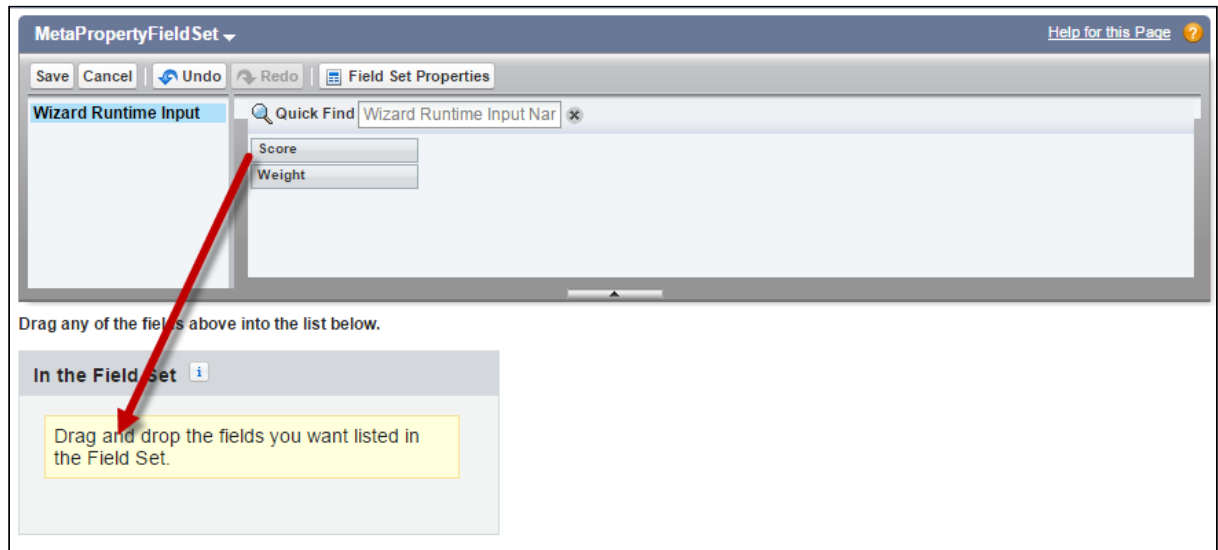 MetaPropertyFieldSet
Help for this Page ?
Save Cancel Undo Redo Field Set Properties
Wizard Runtime Input
Quick Find Wizard Runtime Input Nar
Score
Weight
Drag any of the fields above into the list below.
In the Field Set i
Drag and drop the fields you want listed in
the Field Set.